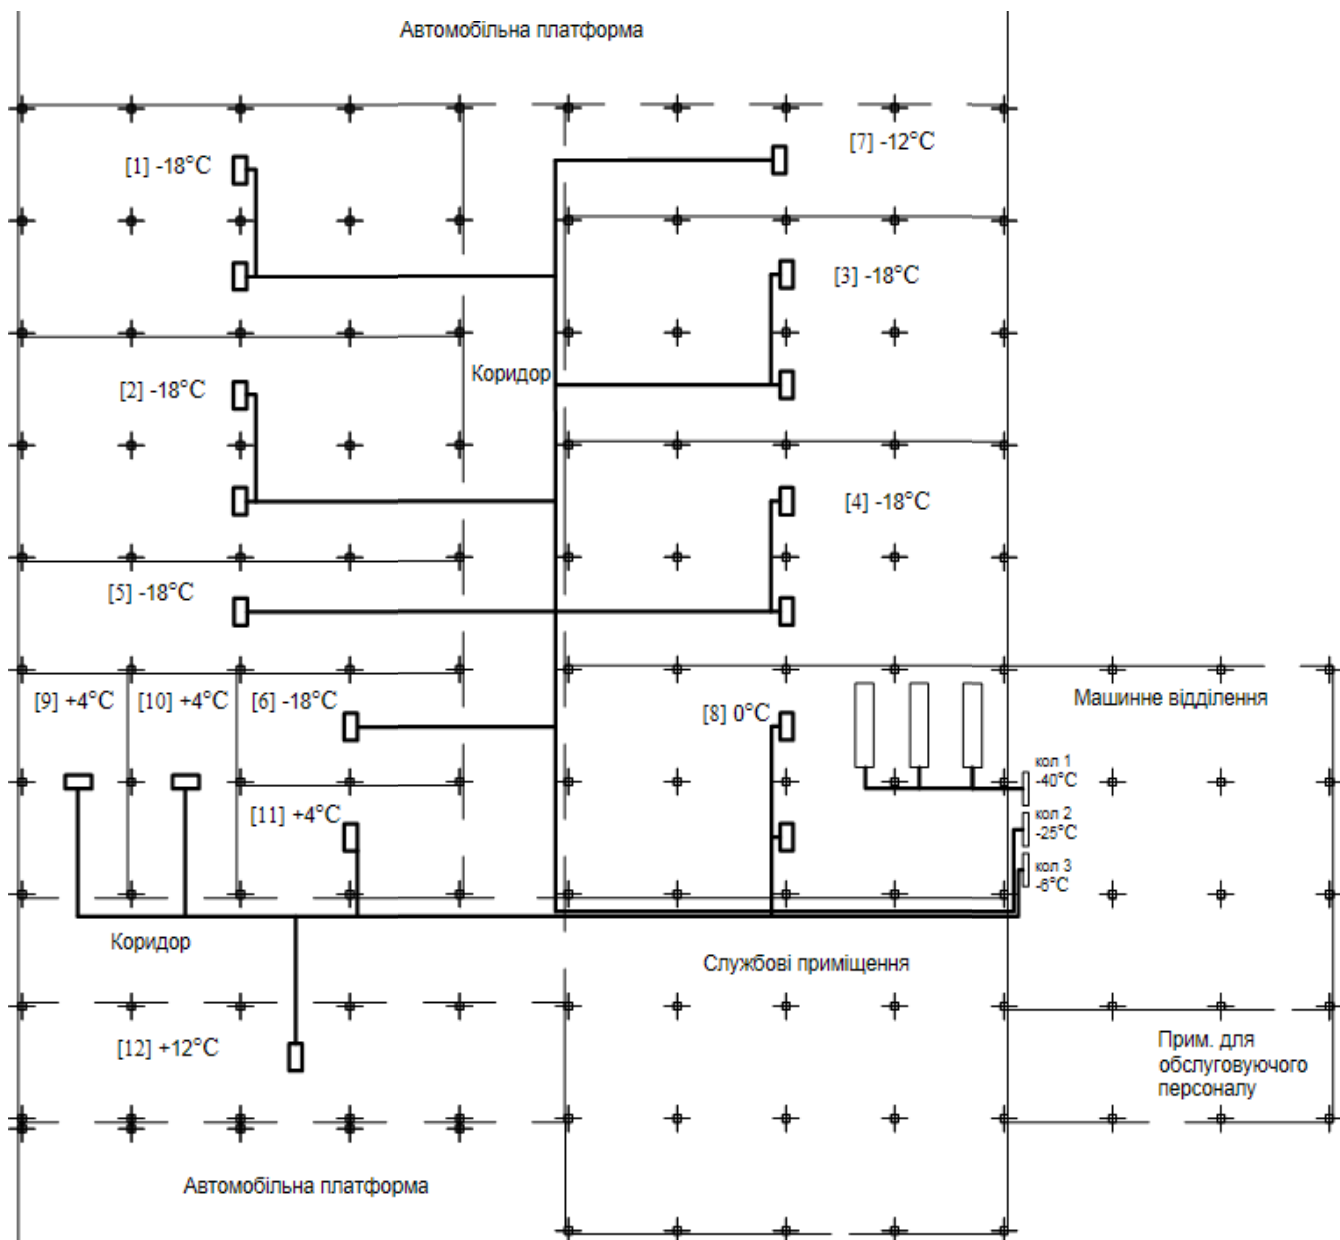 Автомобільна платформа
[7] -12°C
[1] -18°C
[3] -18°C
Коридор
[2] -18°C
[4] -18°C
[5] -18°C
[9] +4°C
[10] +4°C
[6] -18°C
[8] 0°C
Машинне відділення
кол 1
-40°C
[11] +4°C
кол 2
-25°C
кол 3
-6°C
Коридор
Службові приміщення
[12] +12°C
Прим. для
обслуговуючого
персоналу
Автомобільна платформа